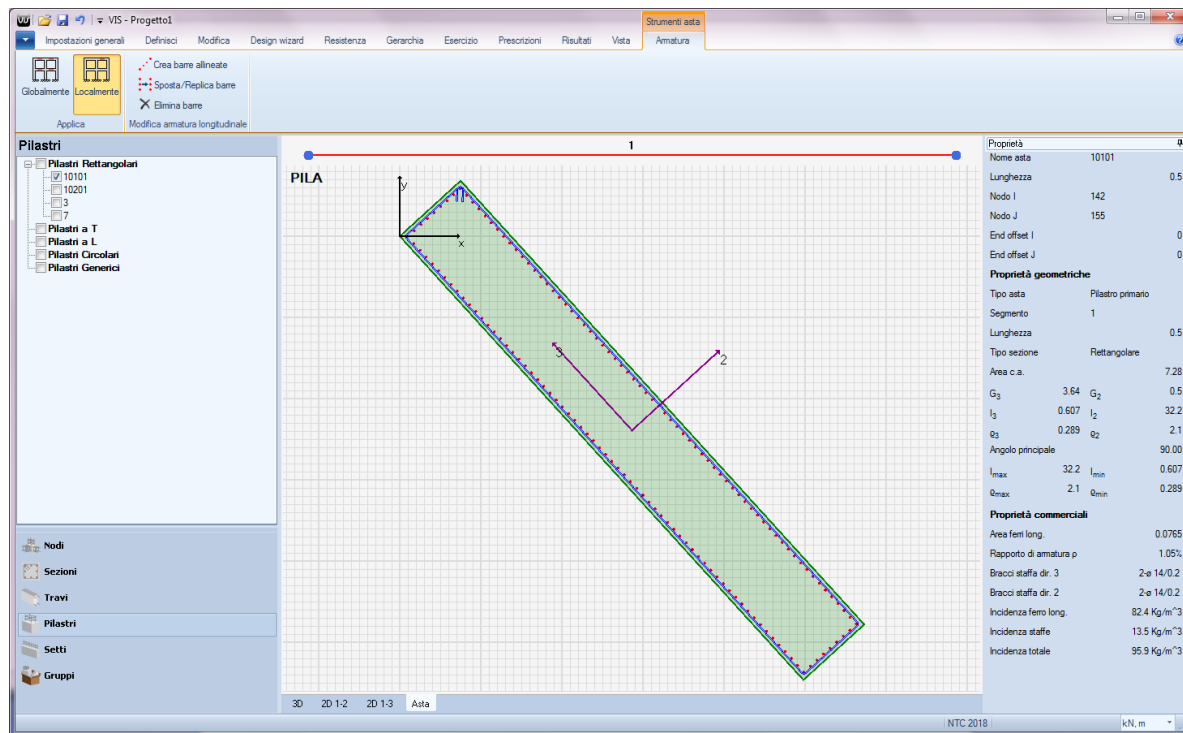 VIS - Progetto1
Strumenti asta
Impostazioni generali Definisci Modifica Design wizard Resistenza Gerarchia Esercizio Prescrizioni Risultati Vista Armatura
Globalmente Localmente
Crea barre allineate
Sposta/Replica barre
Elimina barre
Applica Modifica armatura longitudinale
Pilastri
Pilastri Rettangolari
10101
10201
3
7
Pilastri a T
Pilastri a L
Pilastri Circolari
Pilastri Generici
Nodi
Sezioni
Travi
Pilastri
Setti
Gruppi
1
PILA
y
x
3
2
3D 2D 1-2 2D 1-3 Asta
Proprietà
Nome asta 10101
Lunghezza 0.5
Nodo I 142
Nodo J 155
End offset I 0
End offset J 0
Proprietà geometriche
Tipo asta Pilastro primario
Segmento 1
Lunghezza 0.5
Tipo sezione Rettangolare
Area c.a. 7.28
G3 3.64 G2 0.5
I3 0.607 I2 32.2
ϱ3 0.289 ϱ2 2.1
Angolo principale 90.00
Imax 32.2 Imin 0.607
ϱmax 2.1 ϱmin 0.289
Proprietà commerciali
Area ferri long. 0.0765
Rapporto di armatura ρ 1.05%
Bracci staffa dir. 3 2-ø 14/0.2
Bracci staffa dir. 2 2-ø 14/0.2
Incidenza ferro long. 82.4 Kg/m^3
Incidenza staffe 13.5 Kg/m^3
Incidenza totale 95.9 Kg/m^3
NTC 2018 kN, m